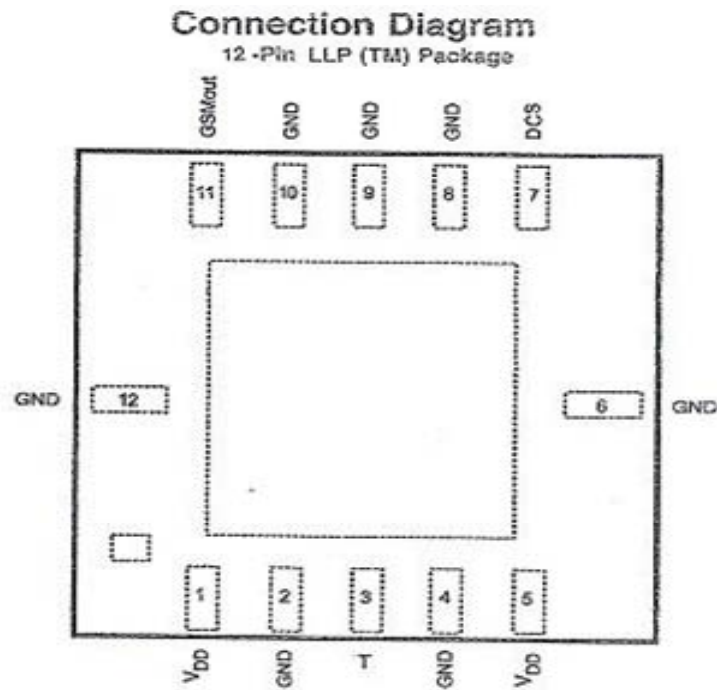 Connection Diagram
12-Pin LLP (TM) Package
GSMout GND GND GND DCS
11 10 9 8 7
GND 12 6 GND
1 2 3 4 5
VDD GND T GND VDD